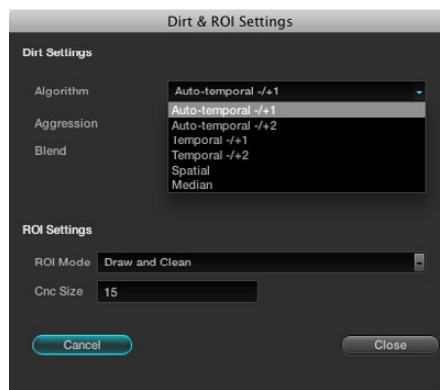 Dirt & ROI Settings
Dirt Settings
Algorithm
Auto-temporal -/+1
Auto-temporal -/+1
Aggression
Auto-temporal -/+2
Temporal -/+1
Blend
Temporal -/+2
Spatial
Median
ROI Settings
ROI Mode Draw and Clean
Cnc Size 15
Cancel Close